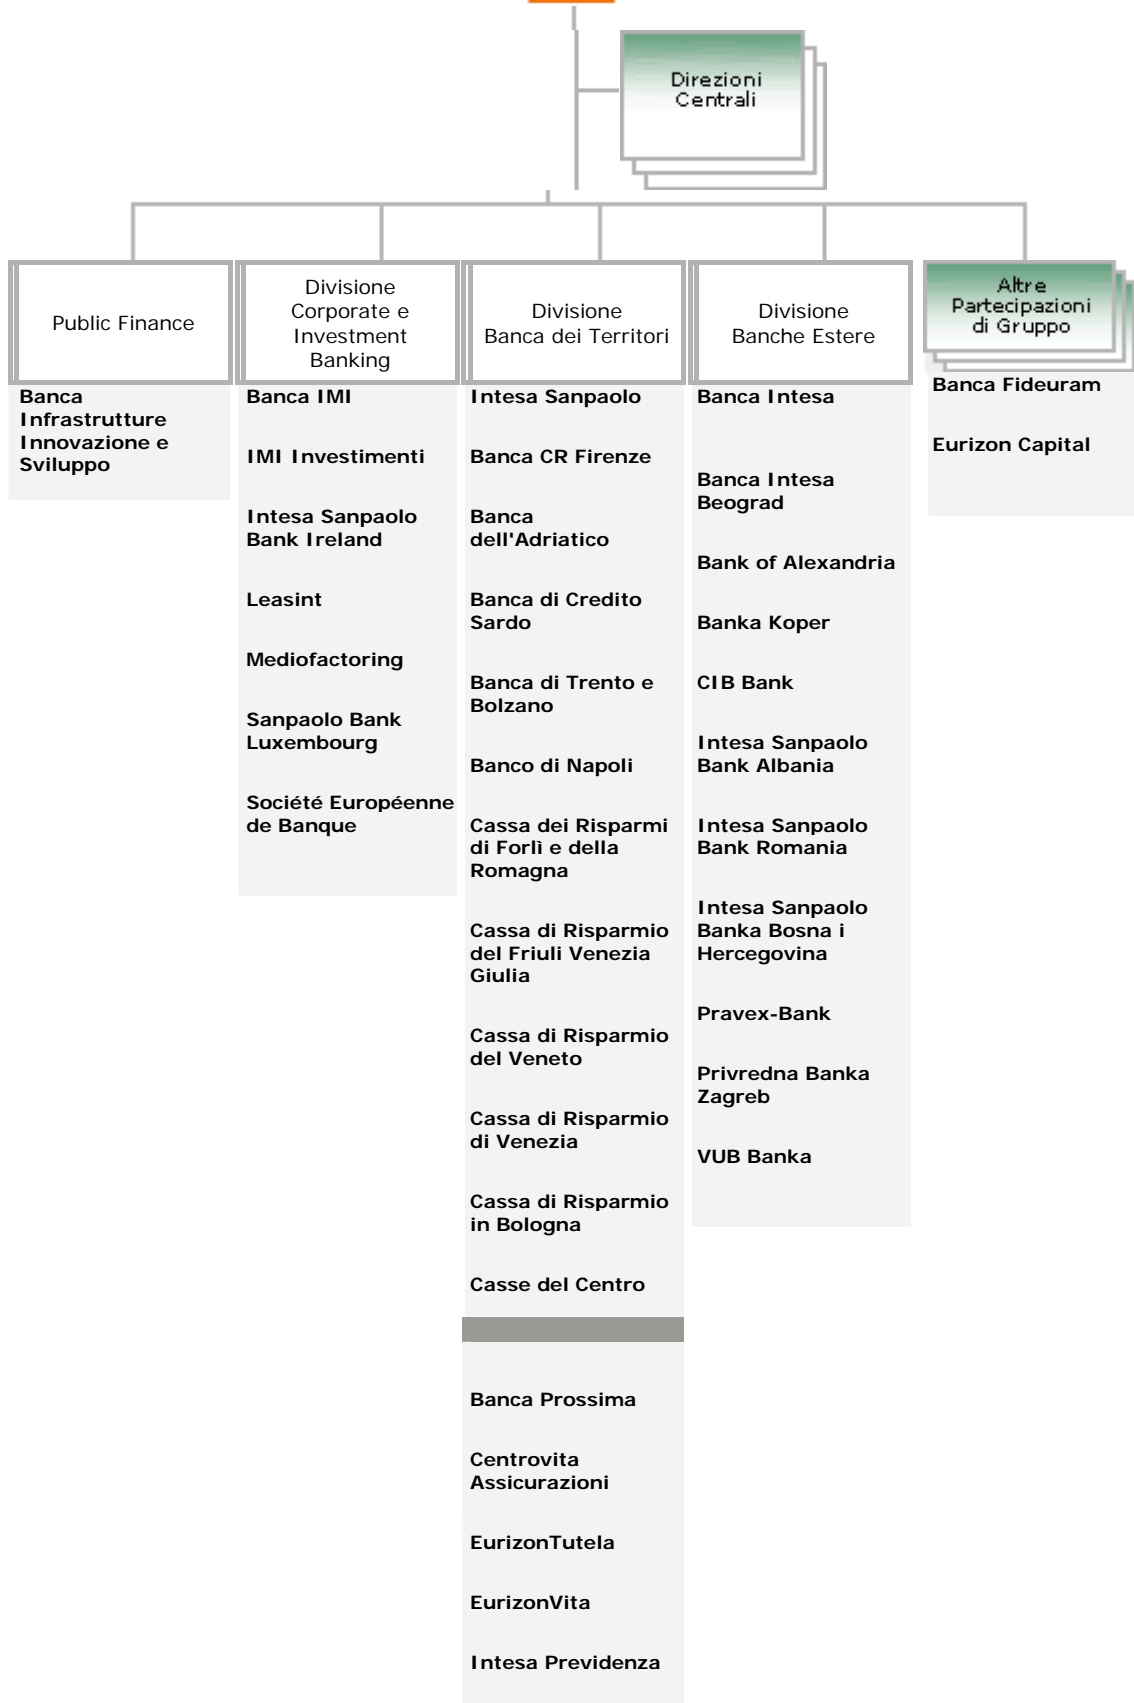 Direzioni
Centrali
Public Finance
Divisione
Corporate e
Investment
Banking
Divisione
Banca dei Territori
Divisione
Banche Estere
Altre
Partecipazioni
di Gruppo
Banca
Infrastrutture
Innovazione e
Sviluppo
Banca IMI
IMI Investimenti
Intesa Sanpaolo
Bank Ireland
Leasint
Mediofactoring
Sanpaolo Bank
Luxembourg
Société Européenne
de Banque
Intesa Sanpaolo
Banca CR Firenze
Banca
dell'Adriatico
Banca di Credito
Sardo
Banca di Trento e
Bolzano
Banco di Napoli
Cassa dei Risparmi
di Forlì e della
Romagna
Cassa di Risparmio
del Friuli Venezia
Giulia
Cassa di Risparmio
del Veneto
Cassa di Risparmio
di Venezia
Cassa di Risparmio
in Bologna
Casse del Centro
Banca Prossima
Centrovita
Assicurazioni
EurizonTutela
EurizonVita
Intesa Previdenza
Banca Intesa
Banca Intesa
Beograd
Bank of Alexandria
Banka Koper
CIB Bank
Intesa Sanpaolo
Bank Albania
Intesa Sanpaolo
Bank Romania
Intesa Sanpaolo
Banka Bosna i
Hercegovina
Pravex-Bank
Privredna Banka
Zagreb
VUB Banka
Banca Fideuram
Eurizon Capital